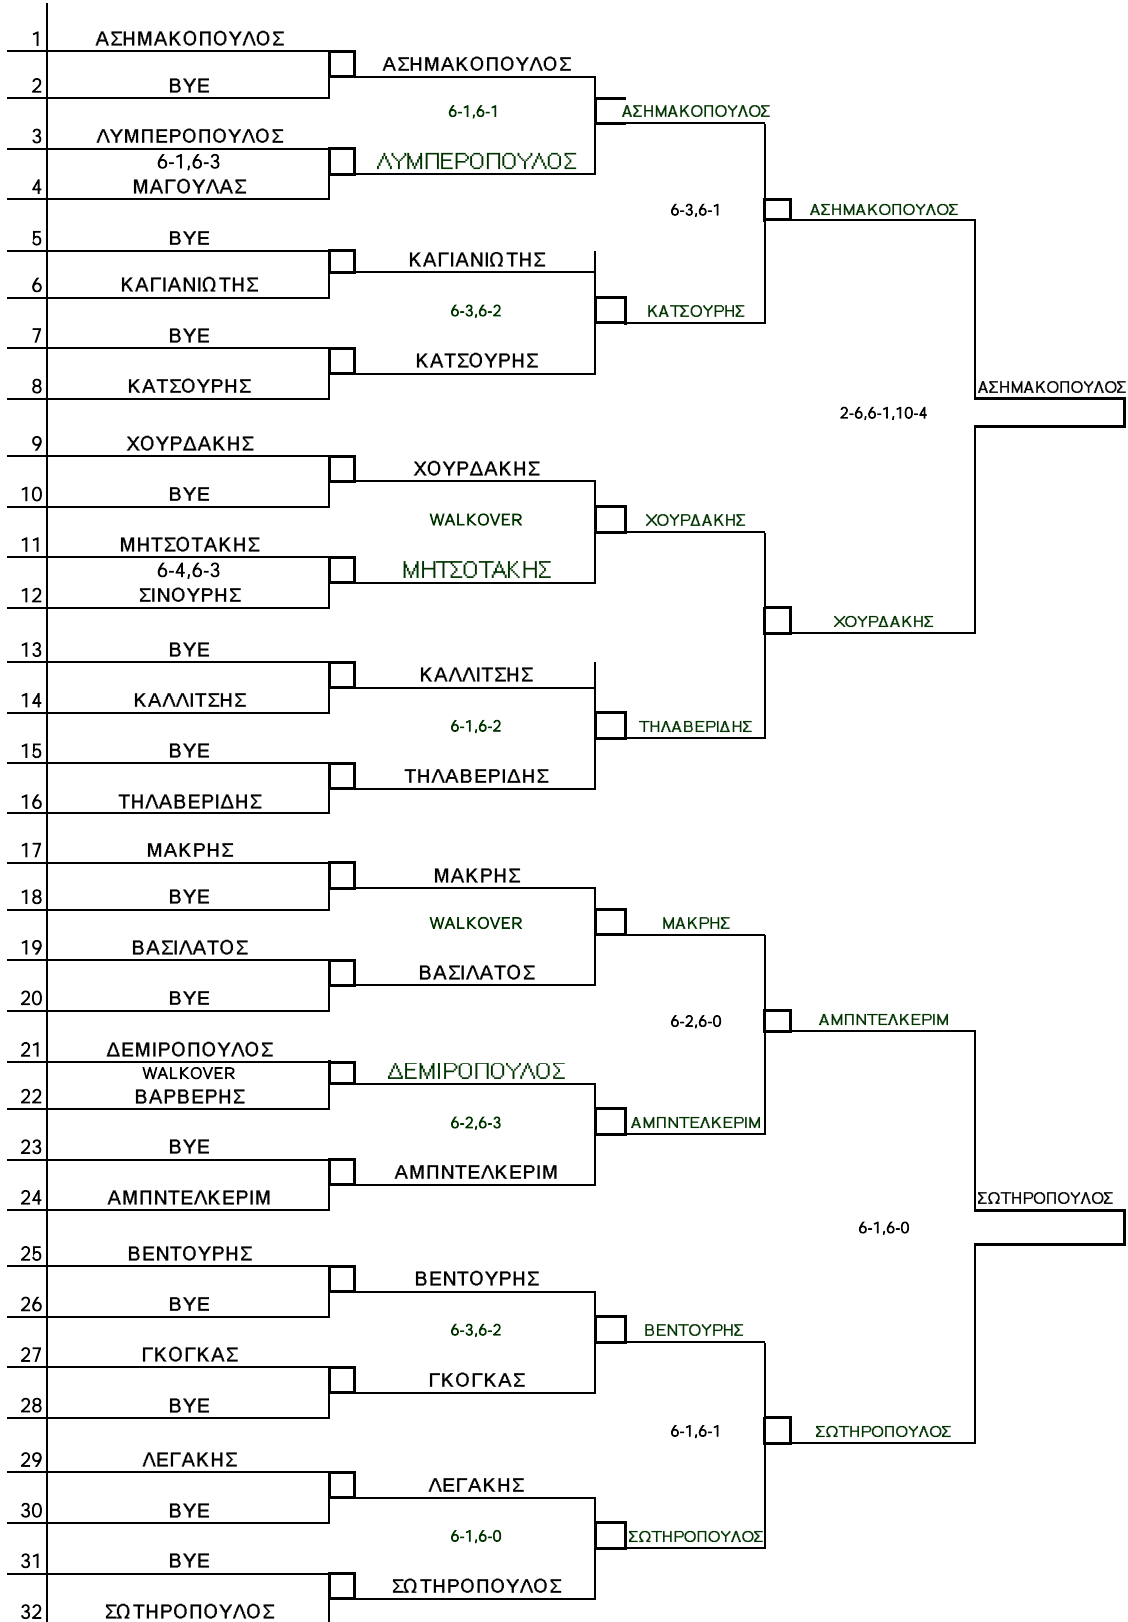 1 ΑΣΗΜΑΚΟΠΟΥΛΟΣ
ΑΣΗΜΑΚΟΠΟΥΛΟΣ
2 BYE
6-1,6-1 ΑΣΗΜΑΚΟΠΟΥΛΟΣ
3 ΛΥΜΠΕΡΟΠΟΥΛΟΣ
6-1,6-3 ΛΥΜΠΕΡΟΠΟΥΛΟΣ
4 ΜΑΓΟΥΛΑΣ
6-3,6-1 ΑΣΗΜΑΚΟΠΟΥΛΟΣ
5 BYE
ΚΑΓΙΑΝΙΩΤΗΣ
6 ΚΑΓΙΑΝΙΩΤΗΣ
6-3,6-2 ΚΑΤΣΟΥΡΗΣ
7 BYE
ΚΑΤΣΟΥΡΗΣ
8 ΚΑΤΣΟΥΡΗΣ ΑΣΗΜΑΚΟΠΟΥΛΟΣ
2-6,6-1,10-4
9 ΧΟΥΡΔΑΚΗΣ
ΧΟΥΡΔΑΚΗΣ
10 BYE
WALKOVER ΧΟΥΡΔΑΚΗΣ
11 ΜΗΤΣΟΤΑΚΗΣ
6-4,6-3 ΜΗΤΣΟΤΑΚΗΣ
12 ΣΙΝΟΥΡΗΣ
ΧΟΥΡΔΑΚΗΣ
13 BYE
ΚΑΛΛΙΤΣΗΣ
14 ΚΑΛΛΙΤΣΗΣ
6-1,6-2 ΤΗΛΑΒΕΡΙΔΗΣ
15 BYE
ΤΗΛΑΒΕΡΙΔΗΣ
16 ΤΗΛΑΒΕΡΙΔΗΣ
17 ΜΑΚΡΗΣ
ΜΑΚΡΗΣ
18 BYE
WALKOVER ΜΑΚΡΗΣ
19 ΒΑΣΙΛΑΤΟΣ
ΒΑΣΙΛΑΤΟΣ
20 BYE
6-2,6-0 ΑΜΠΝΤΕΛΚΕΡΙΜ
21 ΔΕΜΙΡΟΠΟΥΛΟΣ
WALKOVER ΔΕΜΙΡΟΠΟΥΛΟΣ
22 ΒΑΡΒΕΡΗΣ
6-2,6-3 ΑΜΠΝΤΕΛΚΕΡΙΜ
23 BYE
ΑΜΠΝΤΕΛΚΕΡΙΜ
24 ΑΜΠΝΤΕΛΚΕΡΙΜ ΣΩΤΗΡΟΠΟΥΛΟΣ
6-1,6-0
25 ΒΕΝΤΟΥΡΗΣ
ΒΕΝΤΟΥΡΗΣ
26 BYE
6-3,6-2 ΒΕΝΤΟΥΡΗΣ
27 ΓΚΟΓΚΑΣ
ΓΚΟΓΚΑΣ
28 BYE
6-1,6-1 ΣΩΤΗΡΟΠΟΥΛΟΣ
29 ΛΕΓΑΚΗΣ
ΛΕΓΑΚΗΣ
30 BYE
6-1,6-0 ΣΩΤΗΡΟΠΟΥΛΟΣ
31 BYE
ΣΩΤΗΡΟΠΟΥΛΟΣ
32 ΣΩΤΗΡΟΠΟΥΛΟΣ